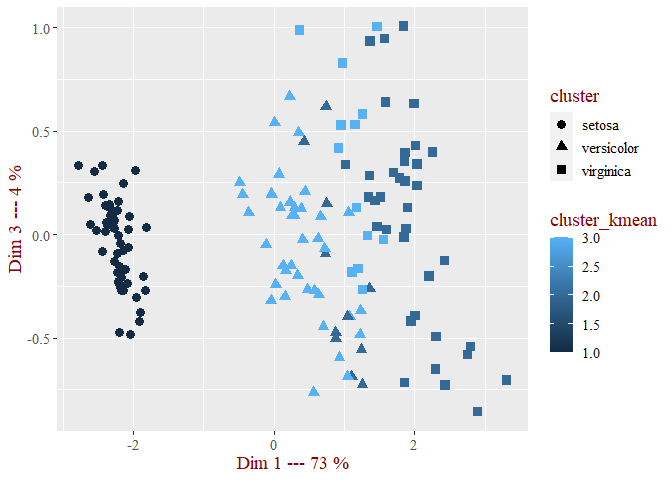 1.0
0.5
0.0
-0.5
Dim 3 --- 4 %
-2
0
2
Dim 1 --- 73 %
cluster
setosa
versicolor
virginica
cluster_kmean
3.0
2.5
2.0
1.5
1.0